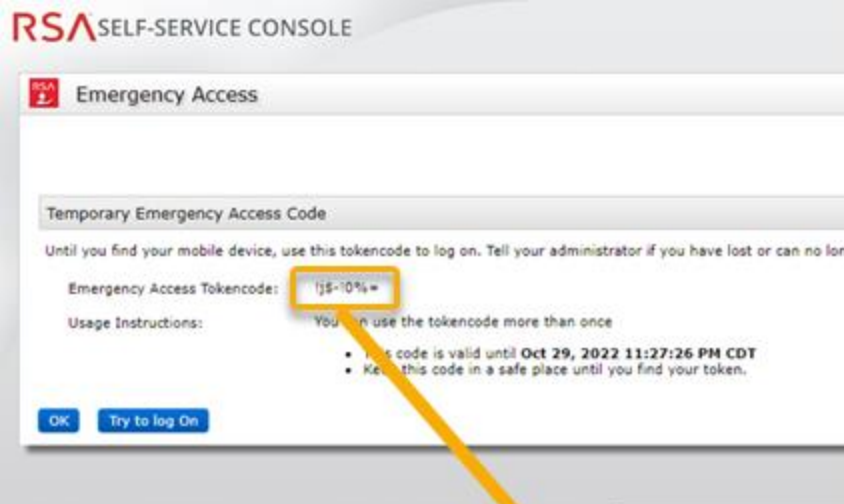 RSA SELF-SERVICE CONSOLE
RSA Emergency Access
Temporary Emergency Access Code
Until you find your mobile device, use this tokencode to log on. Tell your administrator if you have lost or can no
Emergency Access Tokencode:
Usage Instructions: use the tokencode more than once
• code is valid until Oct 29, 2022 11:27:26 PM CDT
• this code in a safe place until you find your token.
OK Try to log On